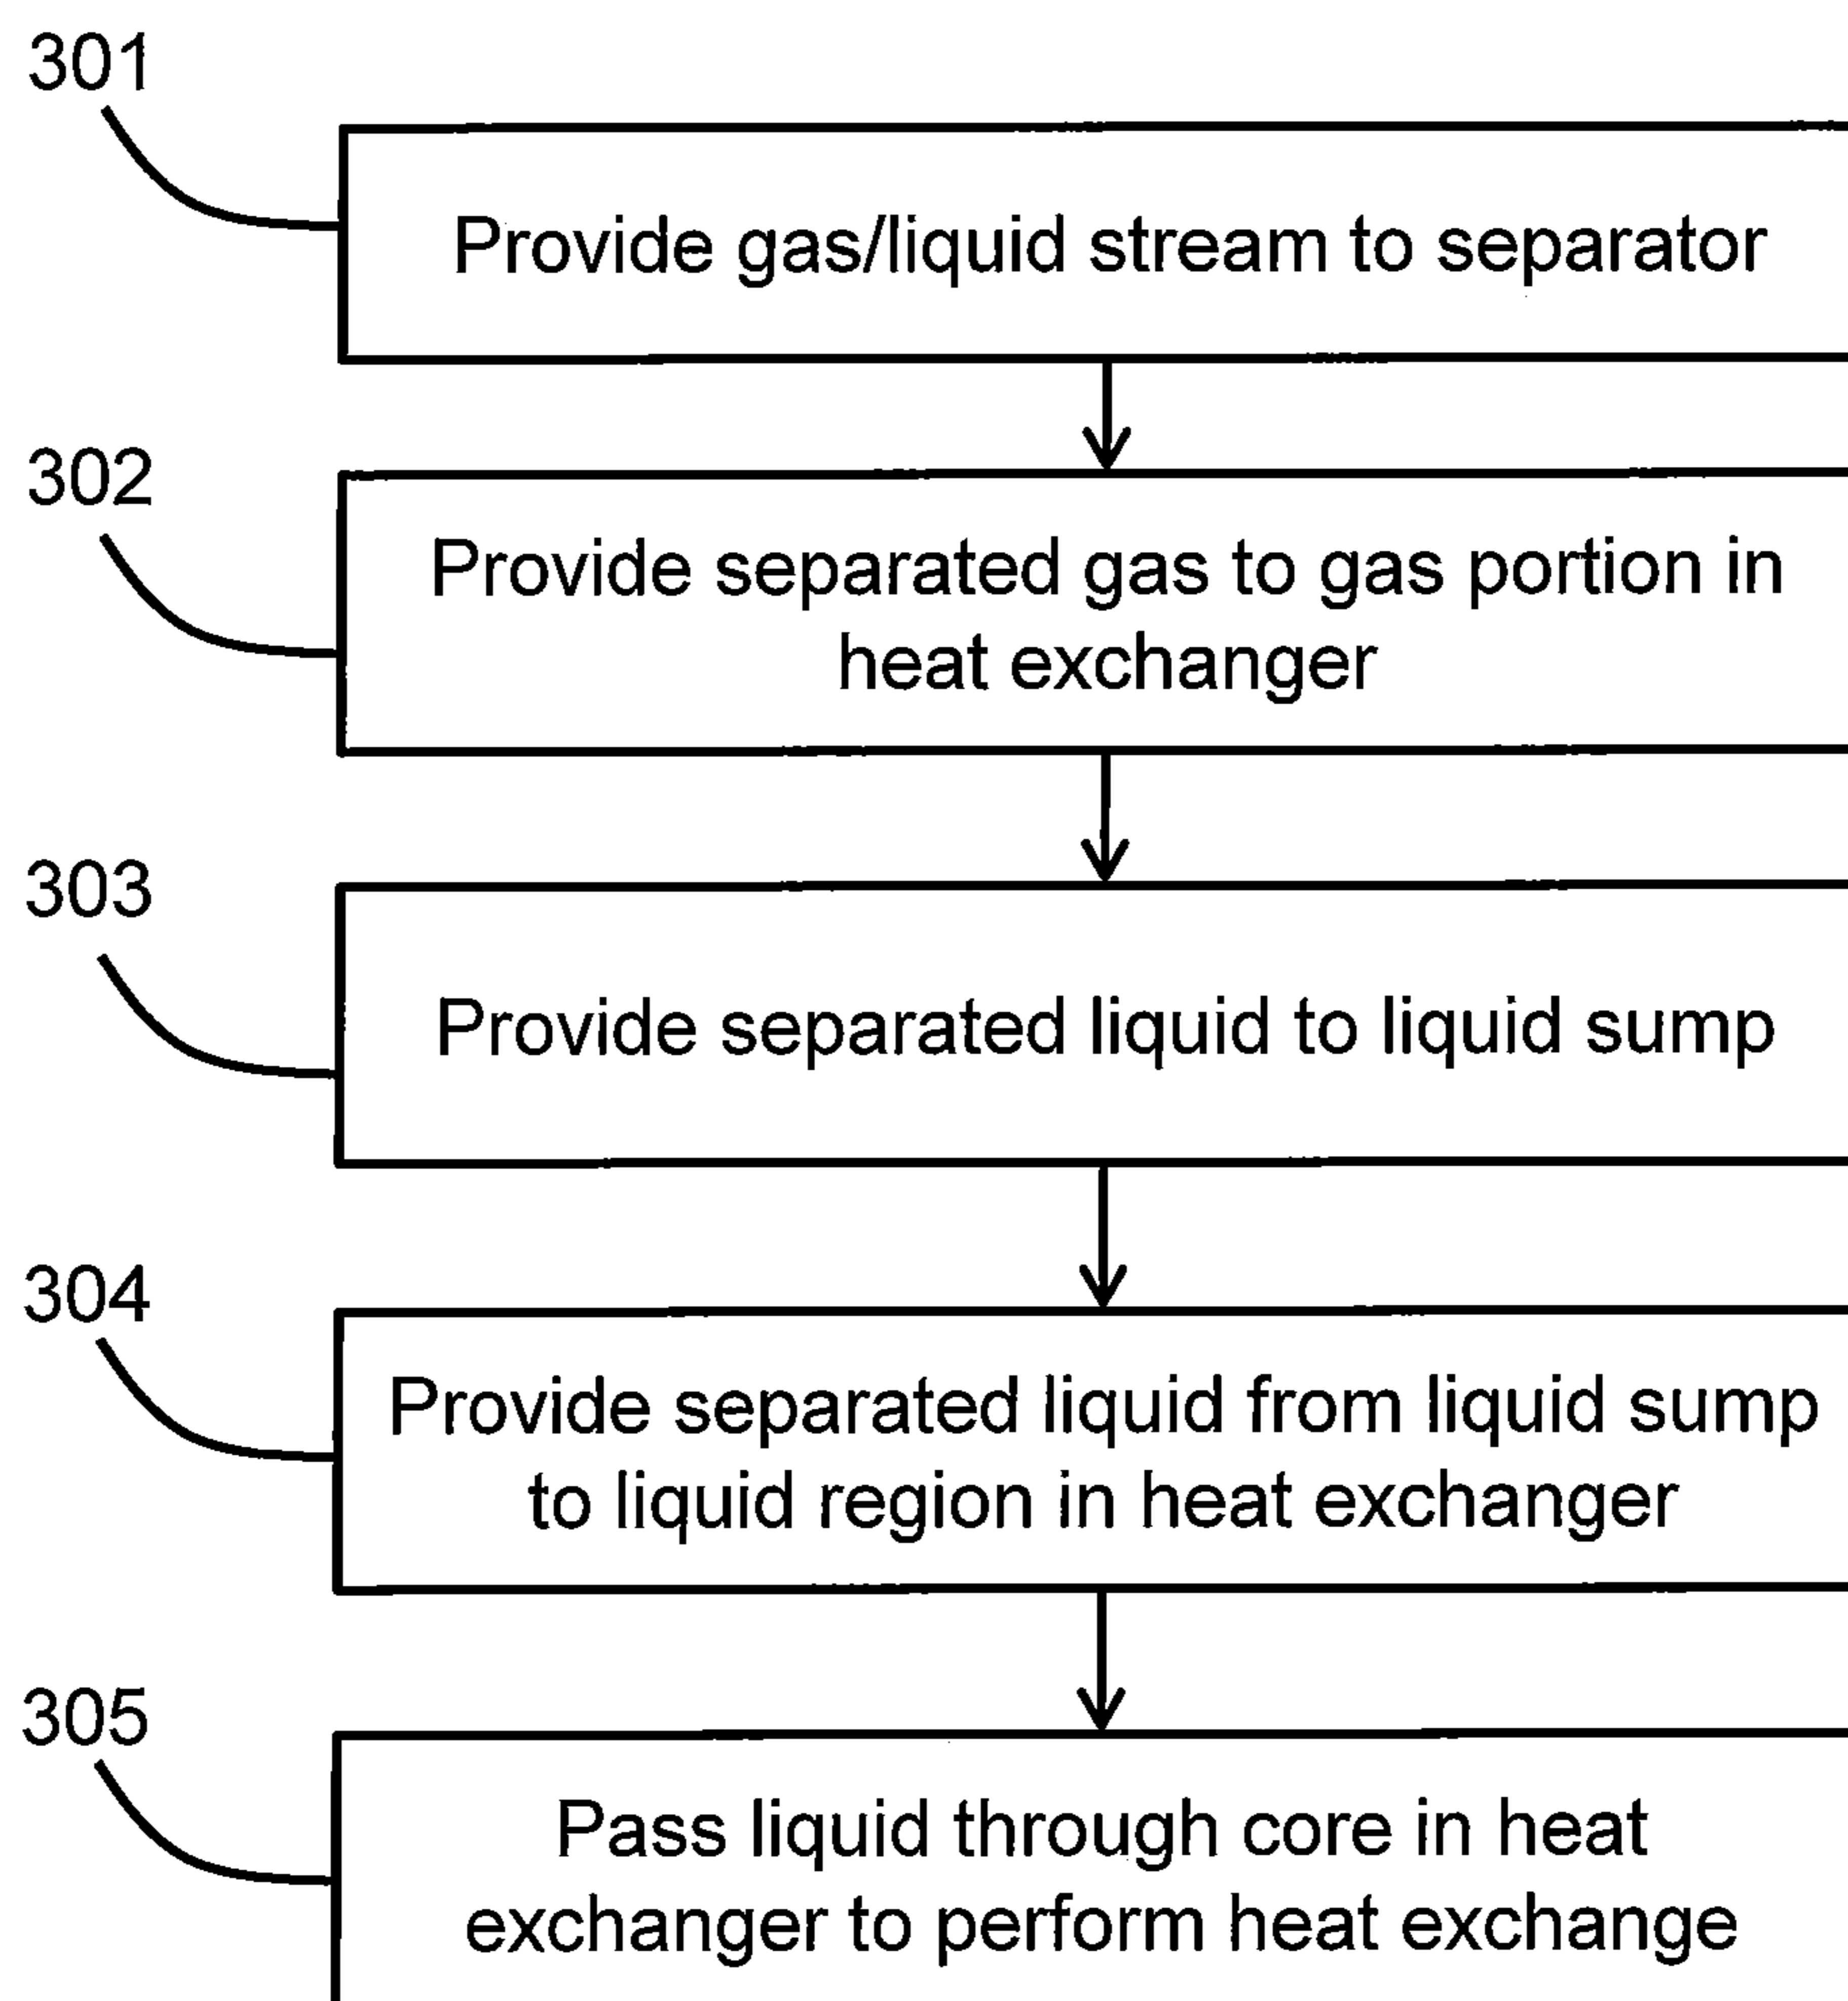 301
Provide gas/liquid stream to separator
302
Provide separated gas to gas portion in
heat exchanger
303
Provide separated liquid to liquid sump
304
Provide separated liquid from liquid sump
to liquid region in heat exchanger
305
Pass liquid through core in heat
exchanger to perform heat exchange